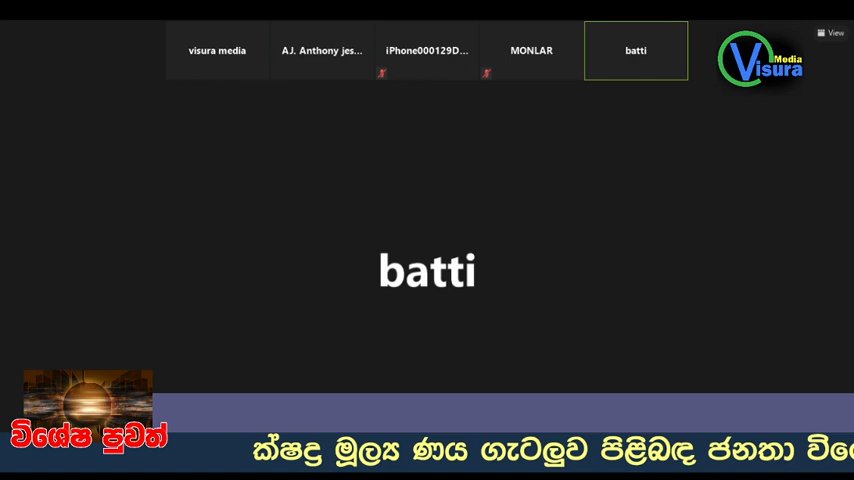 visura media
AJ. Anthony jes...
iPhone000129D...
MONLAR
batti
View
Visura
Media
batti
විශේෂ පුවත්
ක්ෂුද්‍ර මූල්‍ය ණය ගැටලුව පිළිබඳ ජනතා